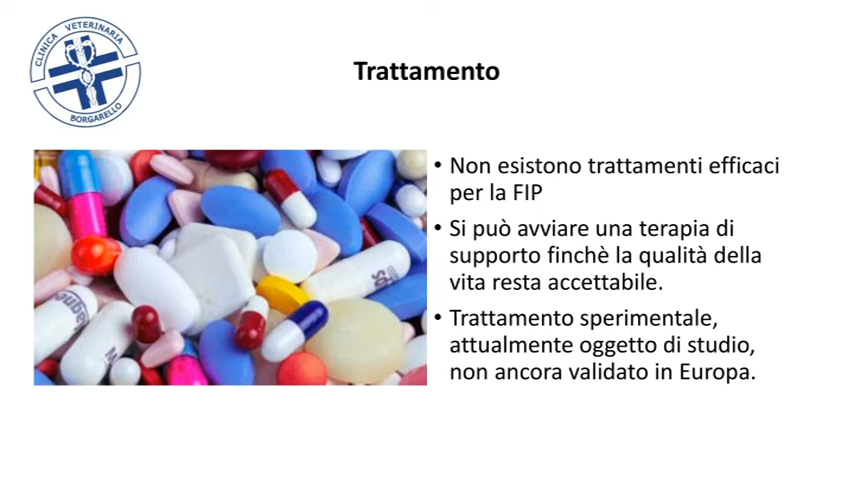 CLINICA VETERINARIA
BORGARELLO
Trattamento
• Non esistono trattamenti efficaci
per la FIP
• Si può avviare una terapia di
supporto finchè la qualità della
vita resta accettabile.
• Trattamento sperimentale,
attualmente oggetto di studio,
non ancora validato in Europa.